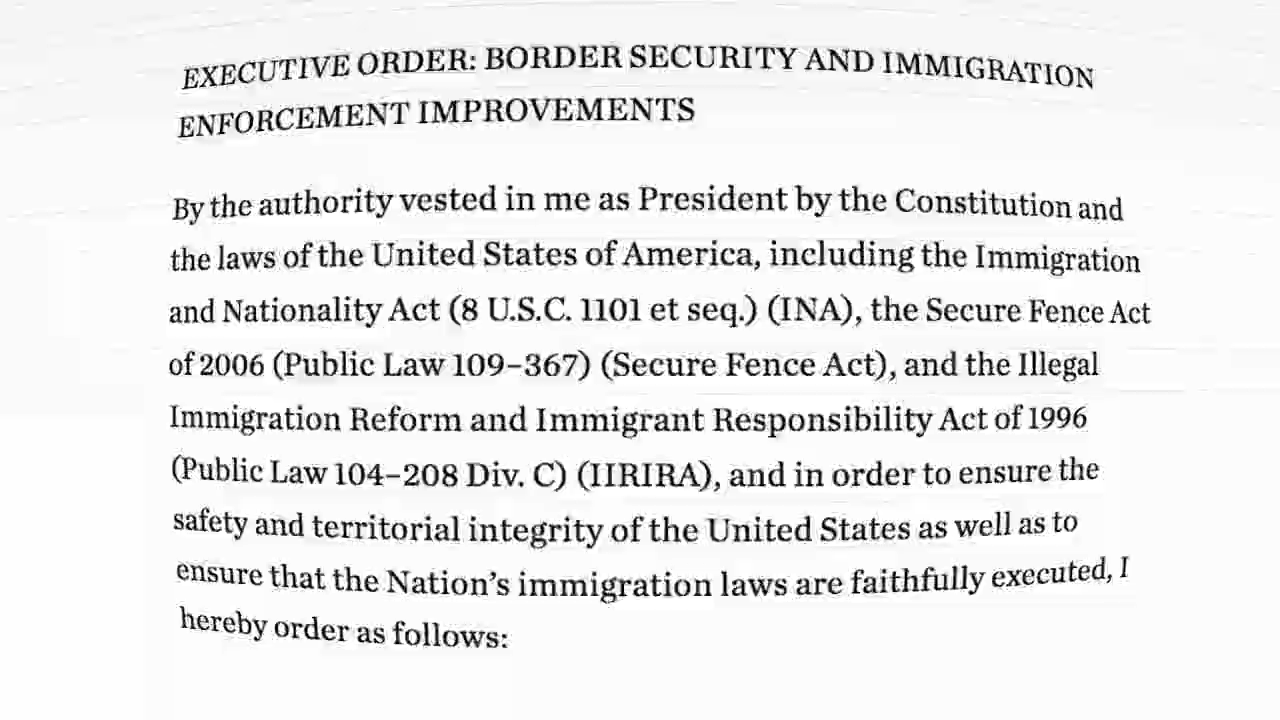 EXECUTIVE ORDER: BORDER SECURITY AND IMMIGRATION
ENFORCEMENT IMPROVEMENTS
By the authority vested in me as President by the Constitution and
the laws of the United States of America, including the Immigration
and Nationality Act (8 U.S.C. 1101 et seq.) (INA), the Secure Fence Act
of 2006 (Public Law 109–367) (Secure Fence Act), and the Illegal
Immigration Reform and Immigrant Responsibility Act of 1996
(Public Law 104–208 Div. C) (IIRIRA), and in order to ensure the
safety and territorial integrity of the United States as well as to
ensure that the Nation’s immigration laws are faithfully executed, I
hereby order as follows: